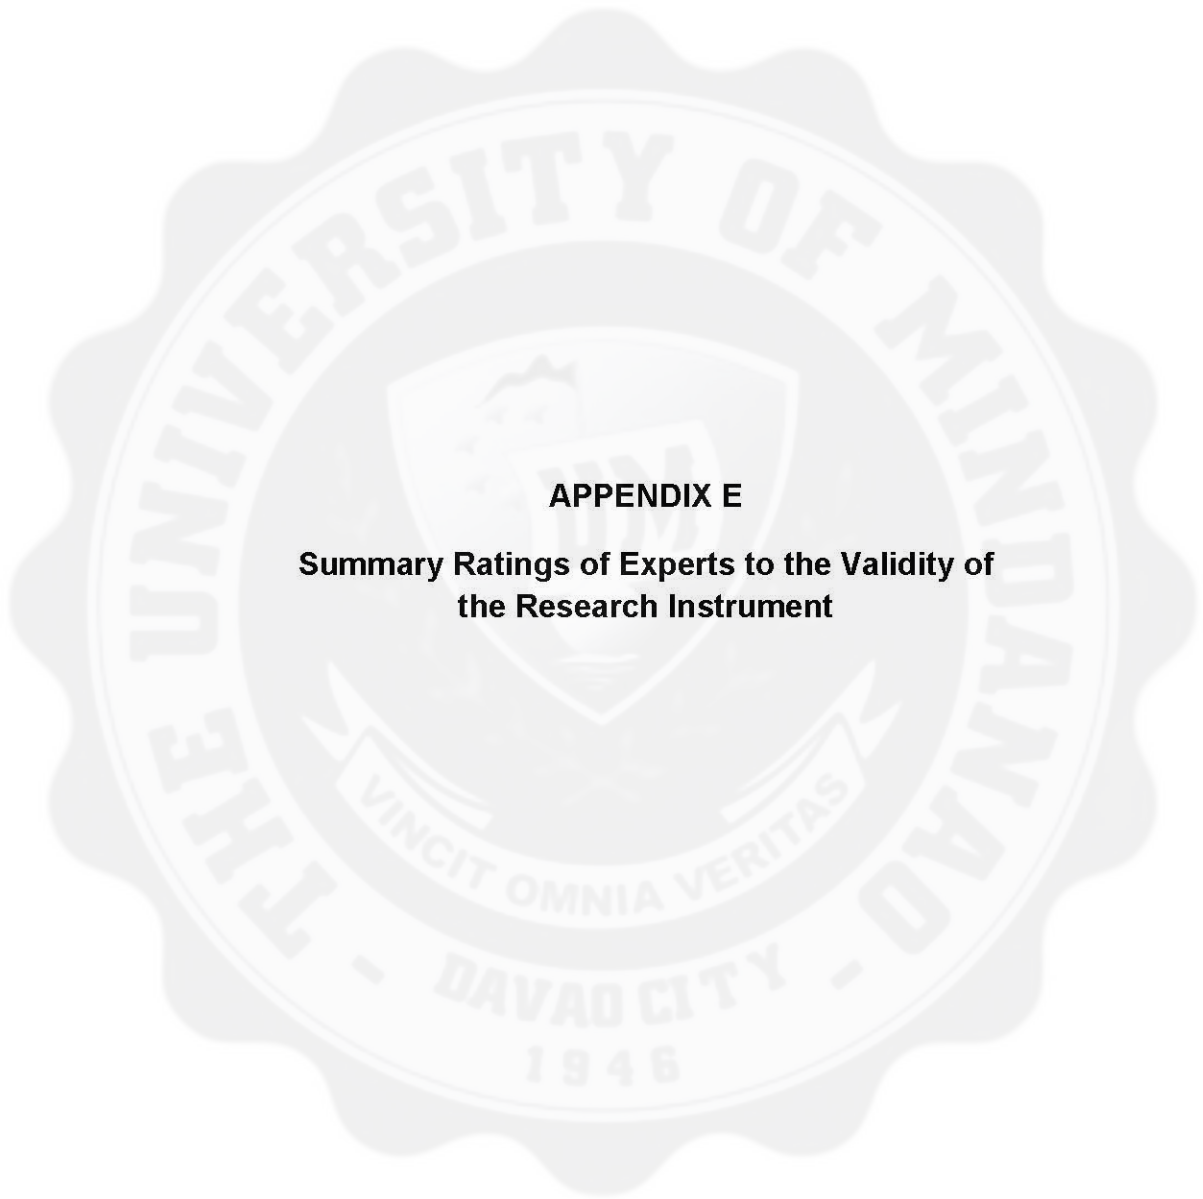 APPENDIX E
Summary Ratings of Experts to the Validity of
the Research Instrument
THE UNIVERSITY OF MINDANAO
UM
VINCIT OMNIA VERITAS
- DAVAO CITY -
1946